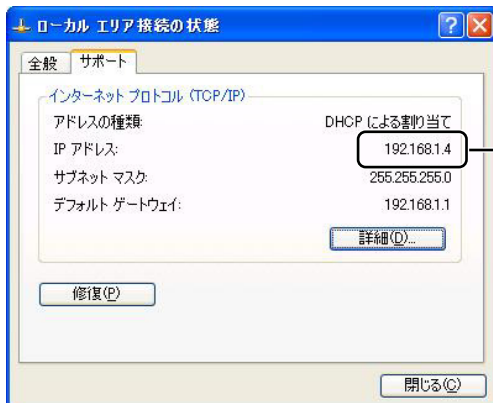 ローカル エリア接続の状態
全般 サポート
インターネット プロトコル (TCP/IP)
アドレスの種類: DHCP による割り当て
IP アドレス: 192.168.1.4
サブネット マスク: 255.255.255.0
デフォルト ゲートウェイ: 192.168.1.1
詳細(D)...
修復(P)
閉じる(C)